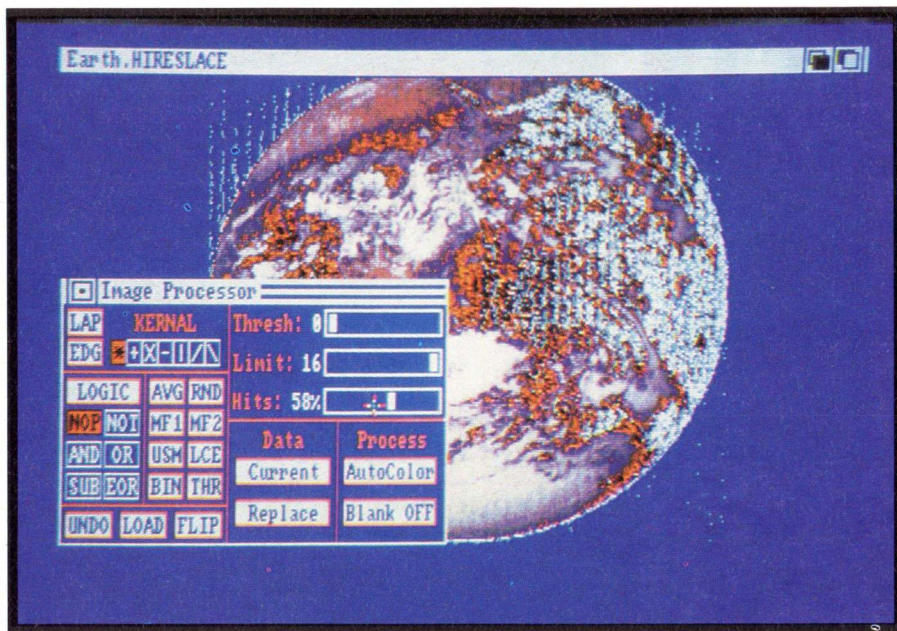 Earth.HIRESLACE
Image Processor
LAP KERNAL
EDG * + X - | / \
Thresh: 0
Limit: 16
Hits: 58%
LOGIC AVG RND
NOP NOT MF1 MF2
AND OR USM LCE
SUB EOR BIN THR
UNDO LOAD FLIP
Data Process
Current AutoColor
Replace Blank OFF